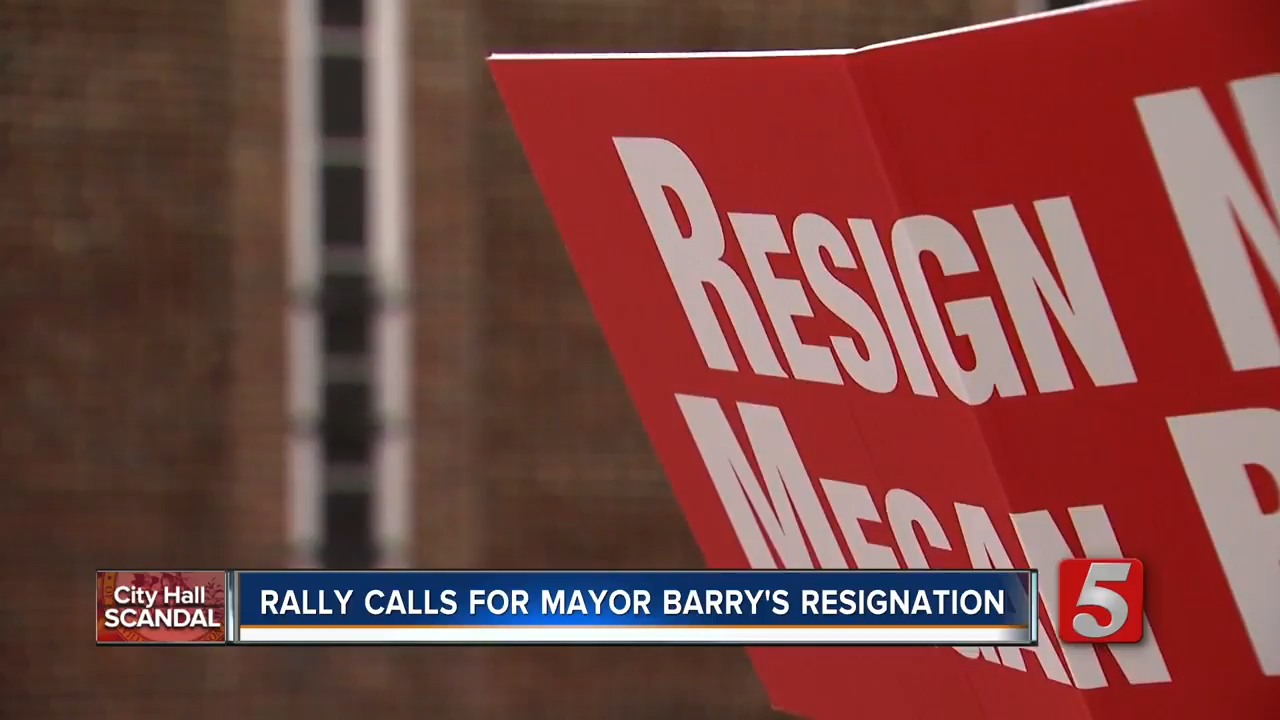 RESIGN N
MEGAN
City Hall
SCANDAL
RALLY CALLS FOR MAYOR BARRY'S RESIGNATION
5